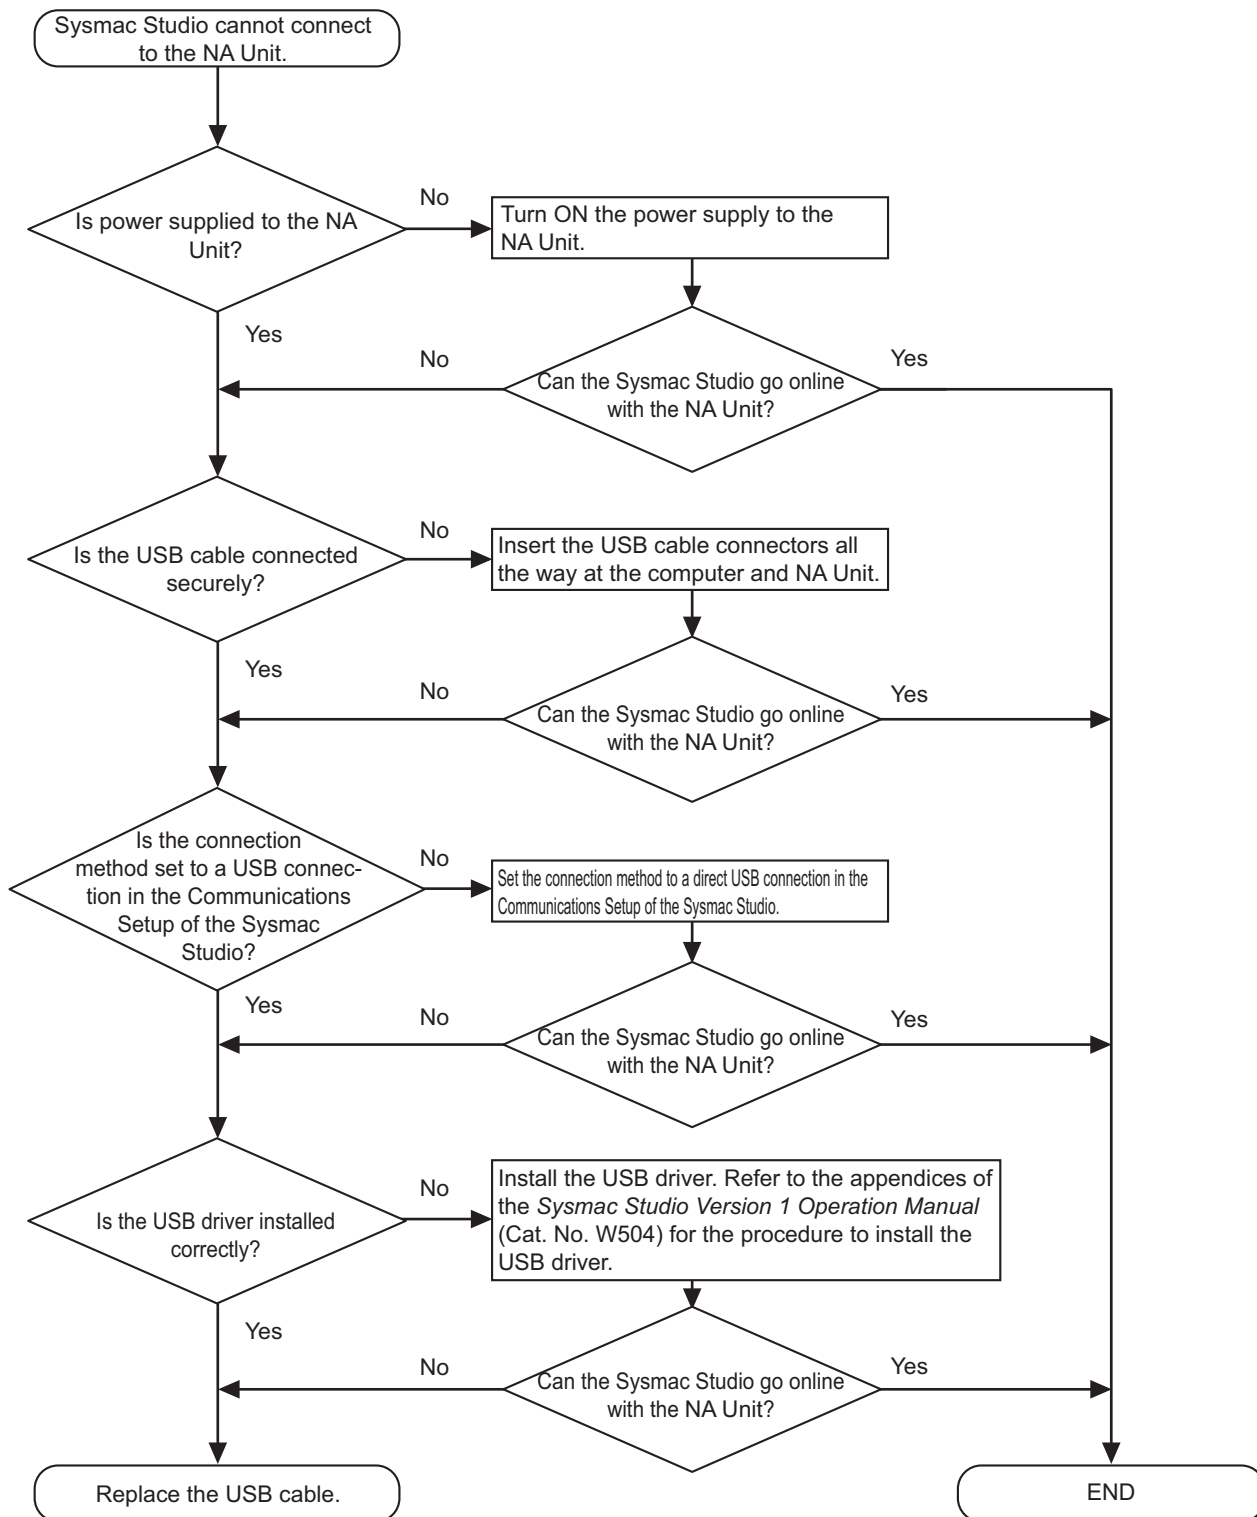 Sysmac Studio cannot connect
to the NA Unit.
Is power supplied to the NA
Unit?
No
Turn ON the power supply to the
NA Unit.
Yes
No
Can the Sysmac Studio go online
with the NA Unit?
Yes
Is the USB cable connected
securely?
No
Insert the USB cable connectors all
the way at the computer and NA Unit.
Yes
No
Can the Sysmac Studio go online
with the NA Unit?
Yes
Is the connection
method set to a USB connec-
tion in the Communications
Setup of the Sysmac
Studio?
No
Set the connection method to a direct USB connection in the
Communications Setup of the Sysmac Studio.
Yes
No
Can the Sysmac Studio go online
with the NA Unit?
Yes
Is the USB driver installed
correctly?
No
Install the USB driver. Refer to the appendices of
the Sysmac Studio Version 1 Operation Manual
(Cat. No. W504) for the procedure to install the
USB driver.
Yes
No
Can the Sysmac Studio go online
with the NA Unit?
Yes
Replace the USB cable.
END